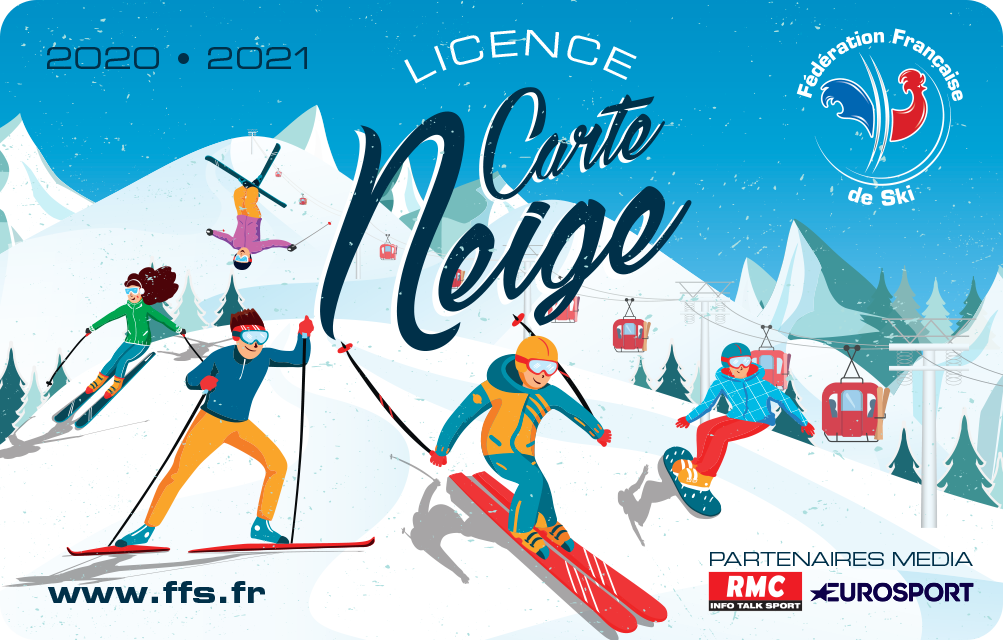 2020 • 2021
LICENCE
Carte
Neige
Fédération Française
de Ski
www.ffs.fr
PARTENAIRES MEDIA
RMC
INFO TALK SPORT
EUROSPORT